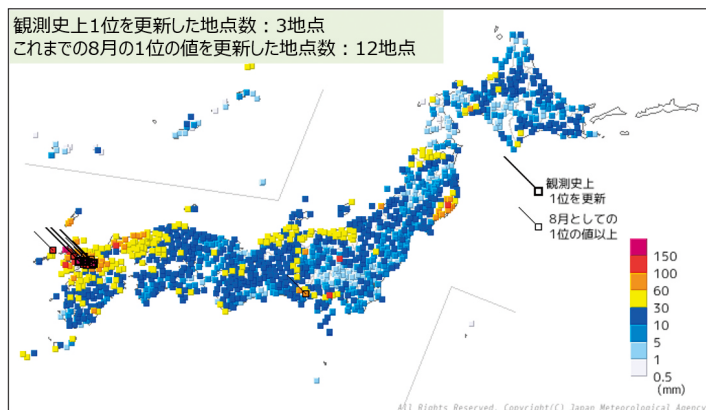 観測史上1位を更新した地点数：3地点
これまでの8月の1位の値を更新した地点数：12地点
観測史上
1位を更新
8月としての
1位の値以上
150
100
60
30
10
5
1
0.5
(mm)
All Rights Reserved. Copyright(C) Japan Meteorological Agency